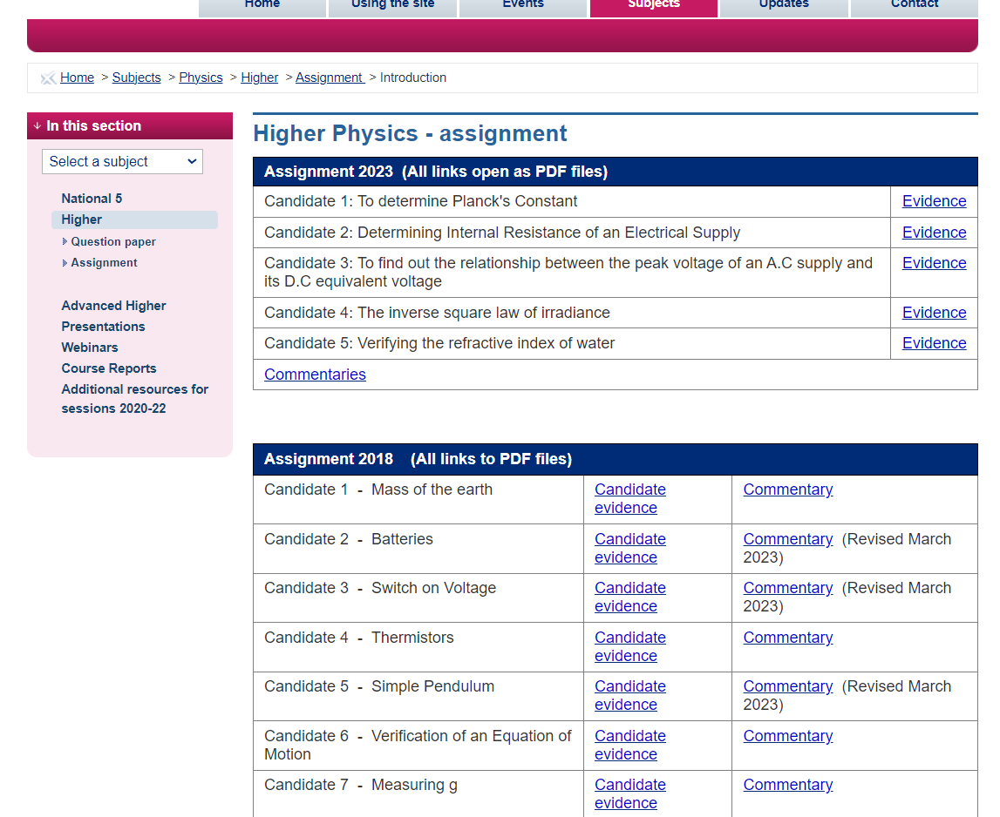 Home Using the site Events Subjects Updates Contact
Home > Subjects > Physics > Higher > Assignment > Introduction
In this section
Select a subject
National 5
Higher
Question paper
Assignment
Advanced Higher
Presentations
Webinars
Course Reports
Additional resources for
sessions 2020-22
Higher Physics - assignment
Assignment 2023 (All links open as PDF files)
Candidate 1: To determine Planck's Constant Evidence
Candidate 2: Determining Internal Resistance of an Electrical Supply Evidence
Candidate 3: To find out the relationship between the peak voltage of an A.C supply and Evidence
its D.C equivalent voltage
Candidate 4: The inverse square law of irradiance Evidence
Candidate 5: Verifying the refractive index of water Evidence
Commentaries
Assignment 2018 (All links to PDF files)
Candidate 1 - Mass of the earth Candidate Commentary
evidence
Candidate 2 - Batteries Candidate Commentary (Revised March
evidence 2023)
Candidate 3 - Switch on Voltage Candidate Commentary (Revised March
evidence 2023)
Candidate 4 - Thermistors Candidate Commentary
evidence
Candidate 5 - Simple Pendulum Candidate Commentary (Revised March
evidence 2023)
Candidate 6 - Verification of an Equation of Candidate Commentary
Motion evidence
Candidate 7 - Measuring g Candidate Commentary
evidence